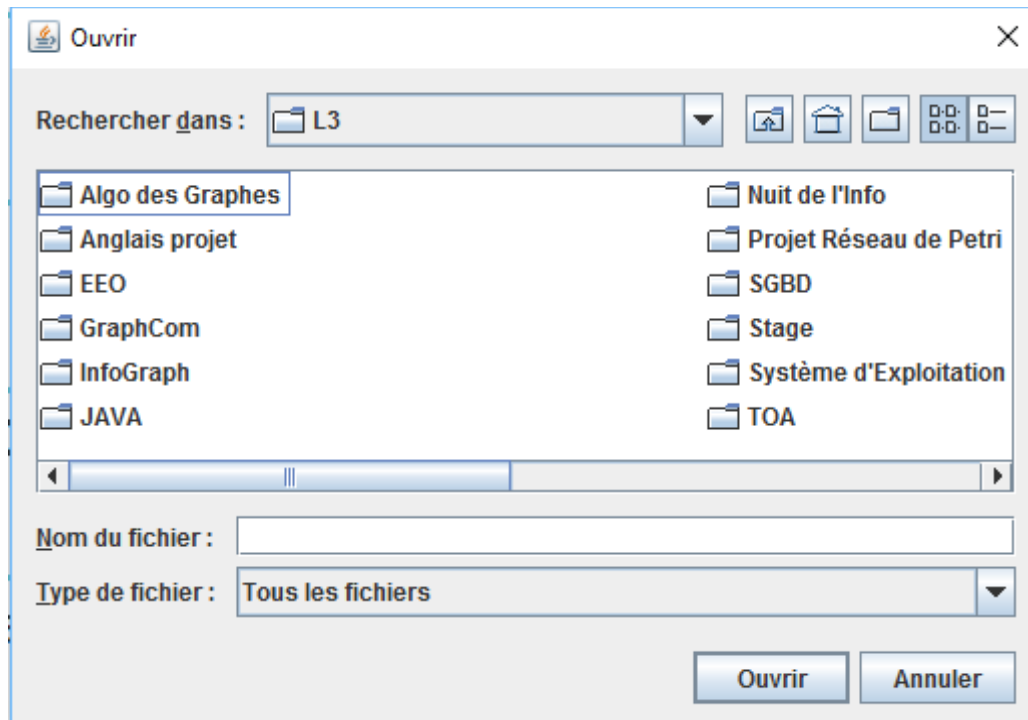 Ouvrir
Rechercher dans : L3
Algo des Graphes
Anglais projet
EEO
GraphCom
InfoGraph
JAVA
Nuit de l'Info
Projet Réseau de Petri
SGBD
Stage
Système d'Exploitation
TOA
Nom du fichier :
Type de fichier : Tous les fichiers
Ouvrir Annuler